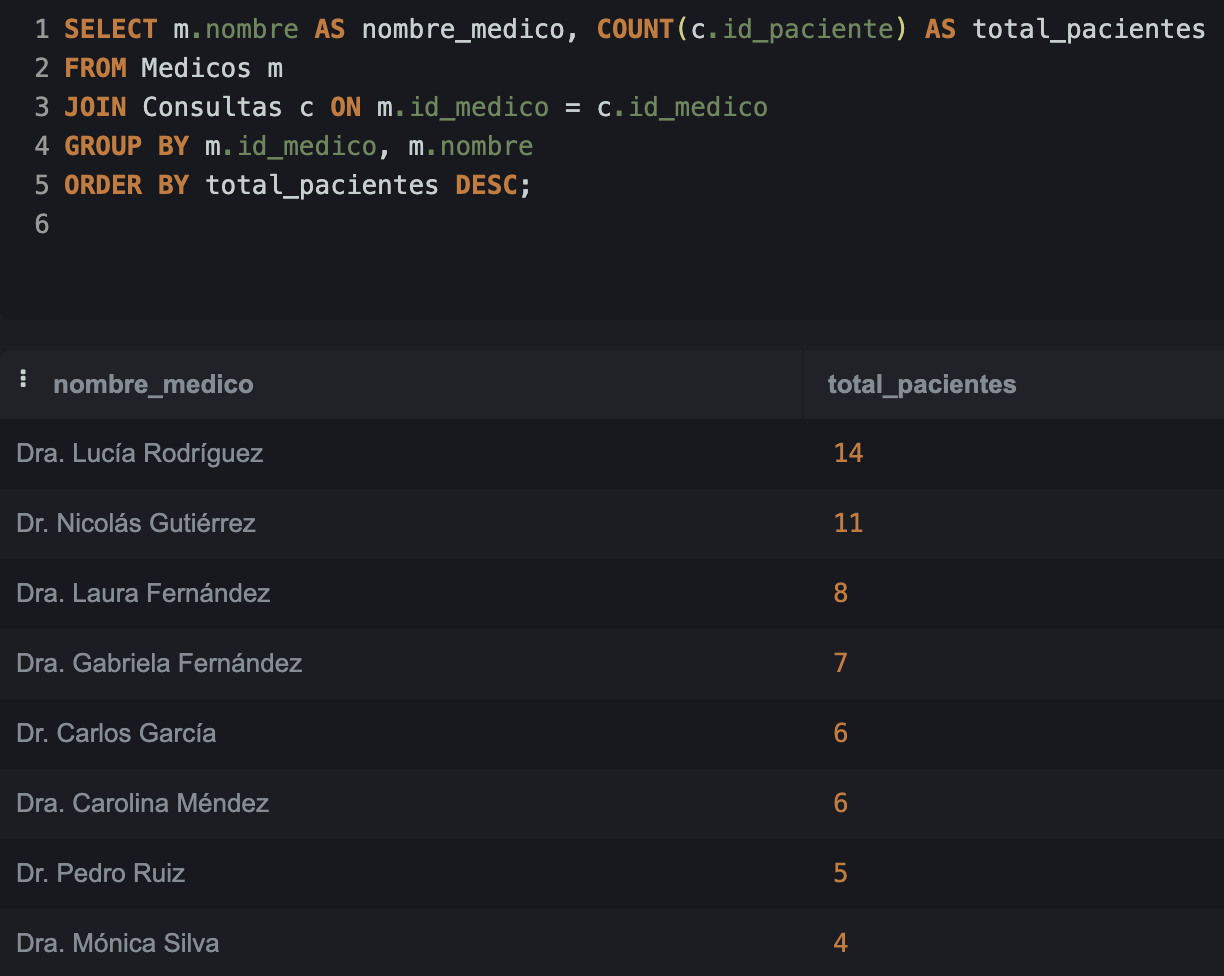 1 SELECT m.nombre AS nombre_medico, COUNT(c.id_paciente) AS total_pacientes
2 FROM Medicos m
3 JOIN Consultas c ON m.id_medico = c.id_medico
4 GROUP BY m.id_medico, m.nombre
5 ORDER BY total_pacientes DESC;
6
nombre_medico total_pacientes
Dra. Lucía Rodríguez 14
Dr. Nicolás Gutiérrez 11
Dra. Laura Fernández 8
Dra. Gabriela Fernández 7
Dr. Carlos García 6
Dra. Carolina Méndez 6
Dr. Pedro Ruiz 5
Dra. Mónica Silva 4